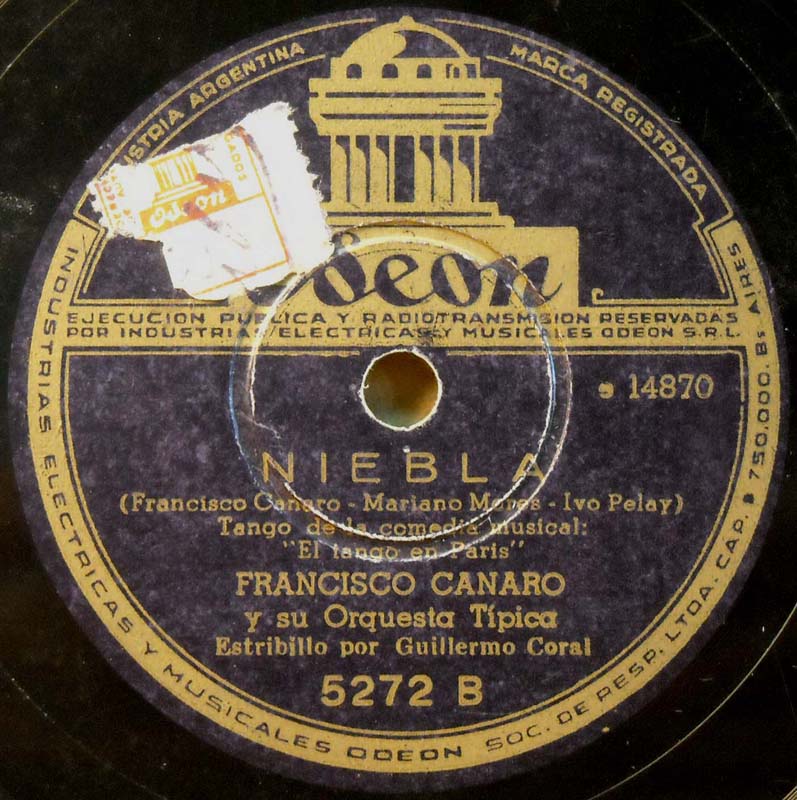 INDUSTRIA ARGENTINA
MARCA REGISTRADA
Odeon
Odeon
EJECUCION PUBLICA Y RADIOTRANSMISION RESERVADAS
POR INDUSTRIAS ELECTRICAS Y MUSICALES ODEON S.R.L.
14870
NIEBLA
(Francisco Canaro - Mariano Mores - Ivo Pelay)
Tango de la comedia musical:
"El tango en Paris"
FRANCISCO CANARO
y su Orquesta Típica
Estribillo por Guillermo Coral
5272 B
INDUSTRIAS ELECTRICAS Y MUSICALES ODEON SOC. DE RESP. LTDA. CAP. $ 750.000. Bs AIRES